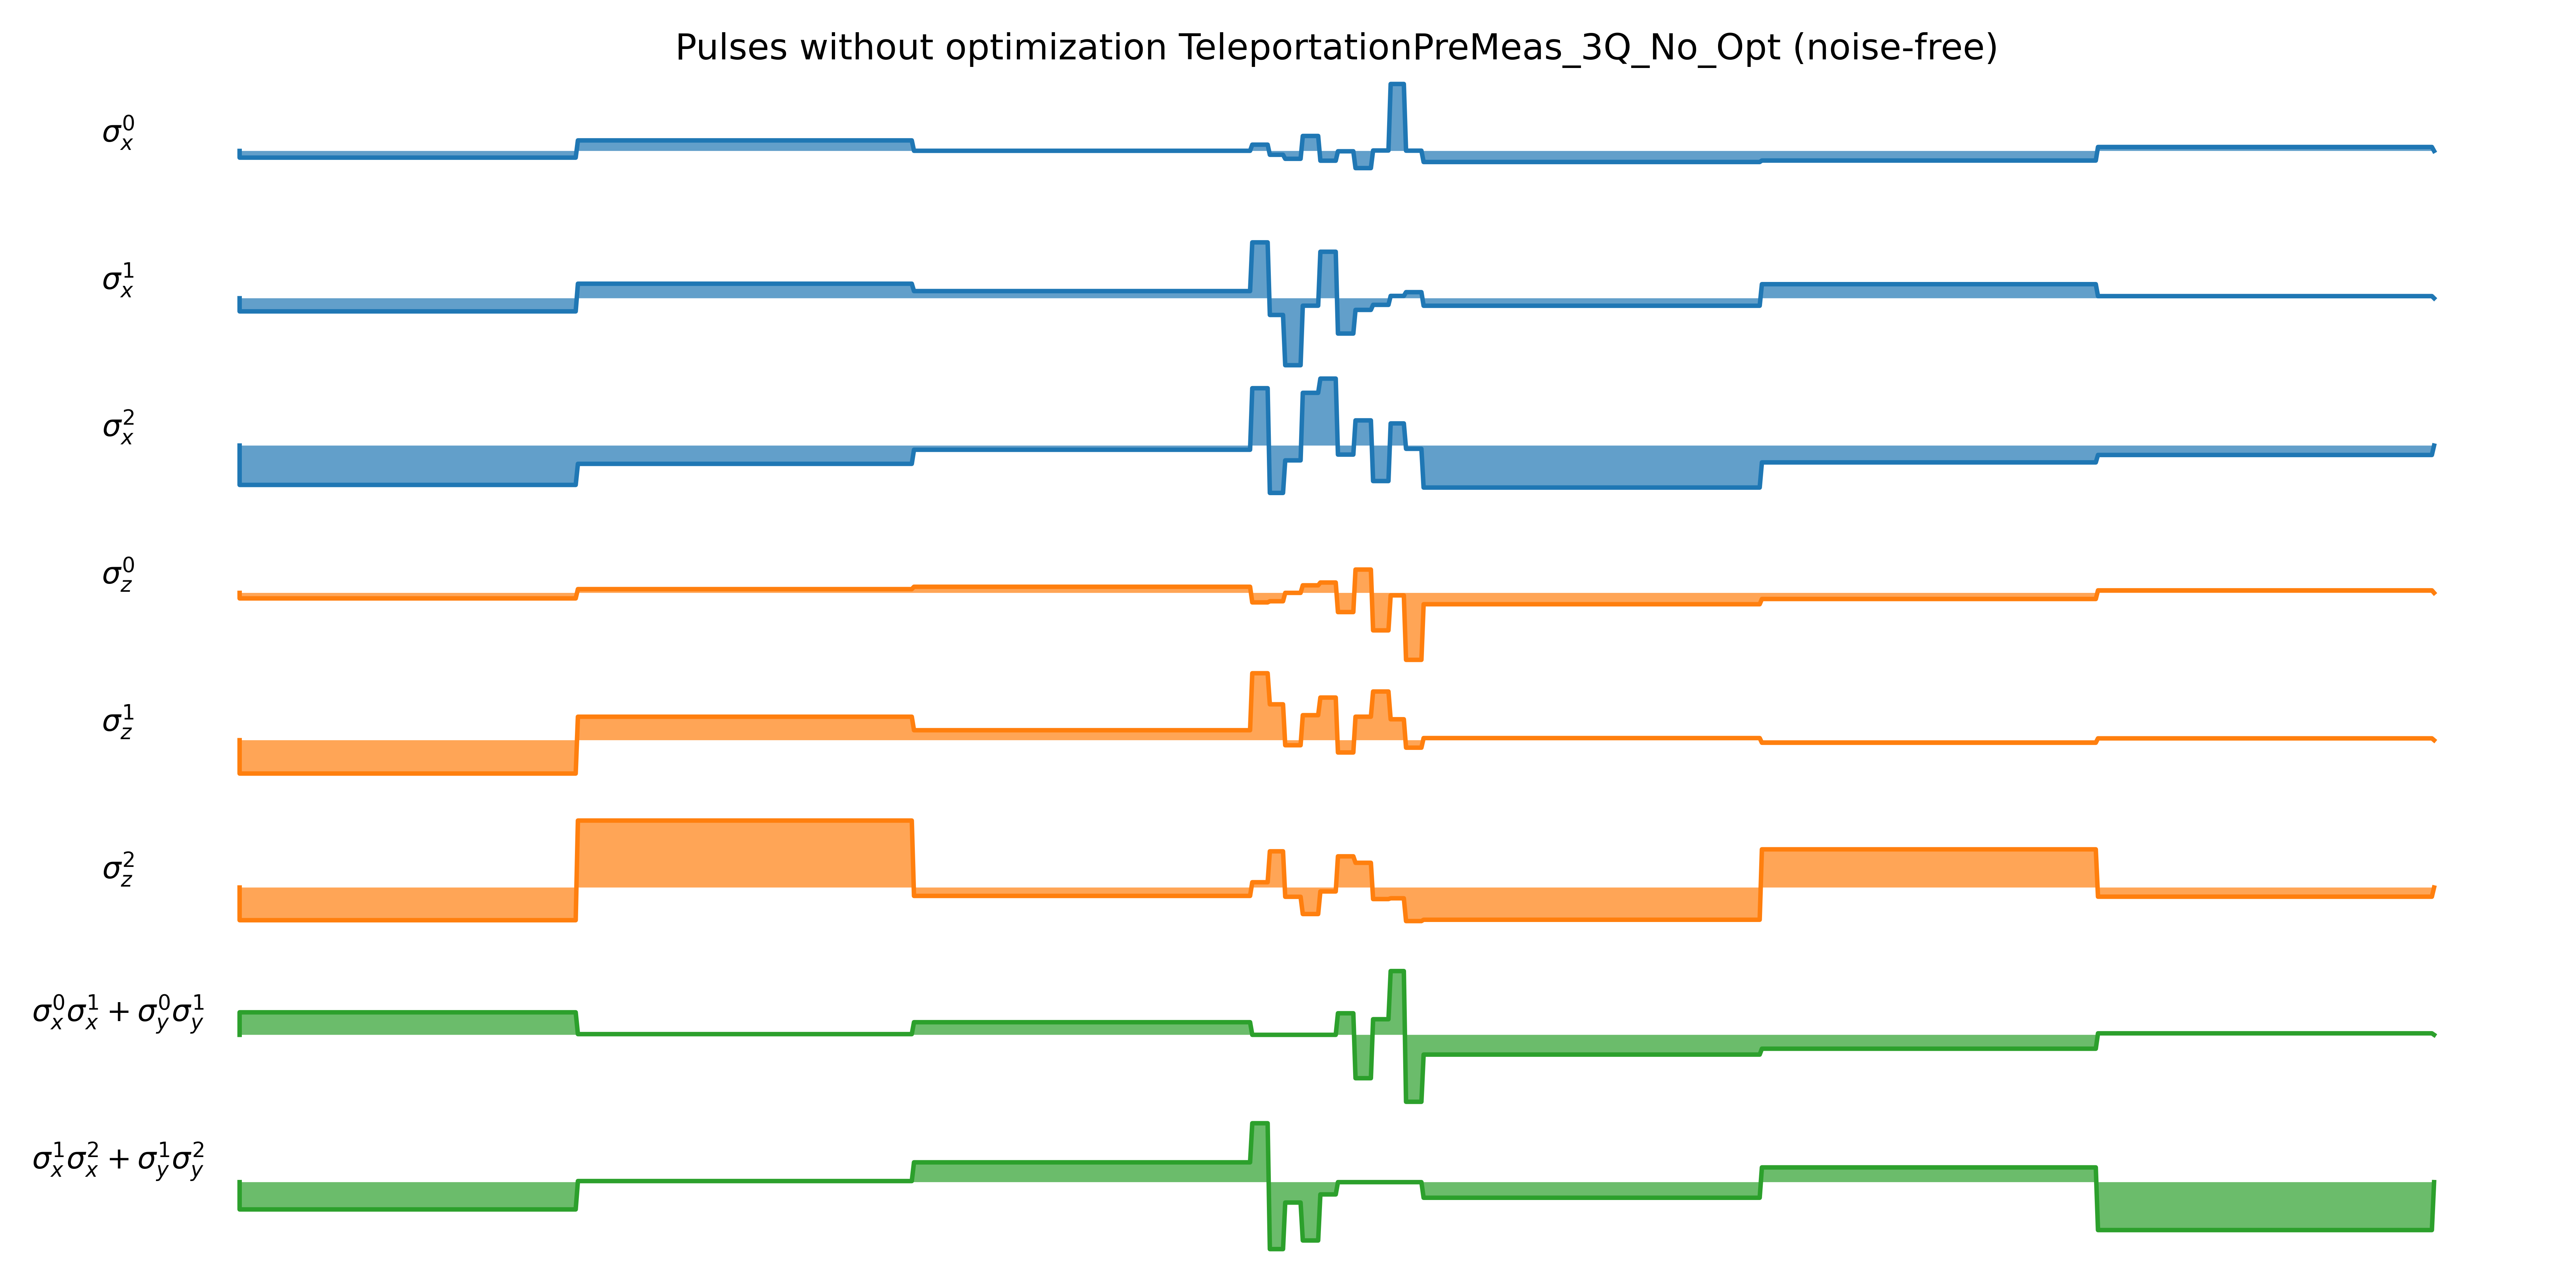 Pulses without optimization TeleportationPreMeas_3Q_No_Opt (noise-free)
σ_x^0
σ_x^1
σ_x^2
σ_z^0
σ_z^1
σ_z^2
σ_x^0σ_x^1 + σ_y^0σ_y^1
σ_x^1σ_x^2 + σ_y^1σ_y^2